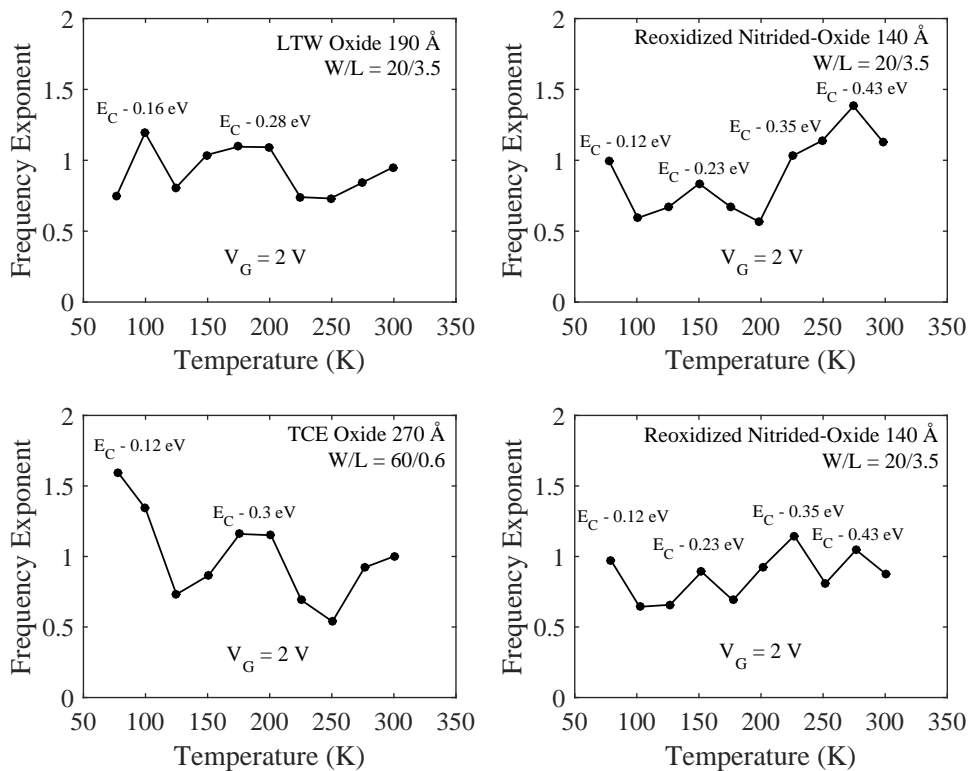 2
1.5
1
0.5
0
Frequency Exponent
LTW Oxide 190 Å
W/L = 20/3.5
E_C - 0.16 eV
E_C - 0.28 eV
V_G = 2 V
50 100 150 200 250 300 350
Temperature (K)
2
1.5
1
0.5
0
Frequency Exponent
Reoxidized Nitrided-Oxide 140 Å
W/L = 20/3.5
E_C - 0.43 eV
E_C - 0.35 eV
E_C - 0.12 eV
E_C - 0.23 eV
V_G = 2 V
50 100 150 200 250 300 350
Temperature (K)
2
1.5
1
0.5
0
Frequency Exponent
TCE Oxide 270 Å
W/L = 60/0.6
E_C - 0.12 eV
E_C - 0.3 eV
V_G = 2 V
50 100 150 200 250 300 350
Temperature (K)
2
1.5
1
0.5
0
Frequency Exponent
Reoxidized Nitrided-Oxide 140 Å
W/L = 20/3.5
E_C - 0.35 eV
E_C - 0.12 eV
E_C - 0.43 eV
E_C - 0.23 eV
V_G = 2 V
50 100 150 200 250 300 350
Temperature (K)